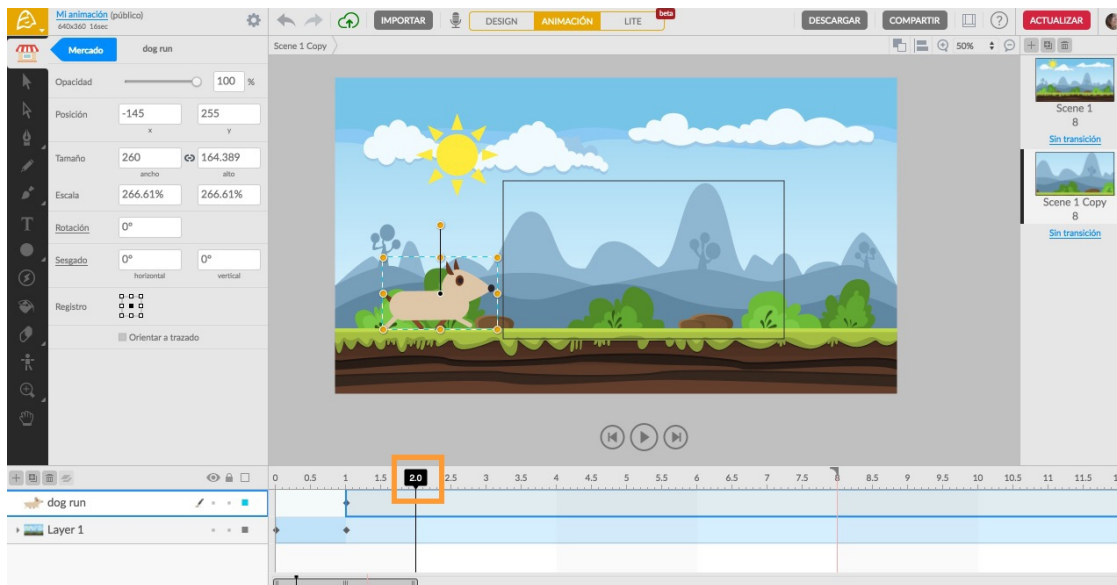 Mi animación (público)
640x360 16sec
IMPORTAR
DESIGN ANIMACIÓN LITE beta
DESCARGAR COMPARTIR ? ACTUALIZAR
Mercado dog run
Scene 1 Copy
50%
Opacidad 100 %
Posición -145 255
x y
Tamaño 260 164.389
ancho alto
Escala 266.61% 266.61%
Rotación 0°
Sesgado 0° 0°
horizontal vertical
Registro
Orientar a trazado
T
Scene 1
8
Sin transición
Scene 1 Copy
8
Sin transición
0 0.5 1 1.5 2.0 2.5 3 3.5 4 4.5 5 5.5 6 6.5 7 7.5 8 8.5 9 9.5 10 10.5 11 11.5
dog run
Layer 1